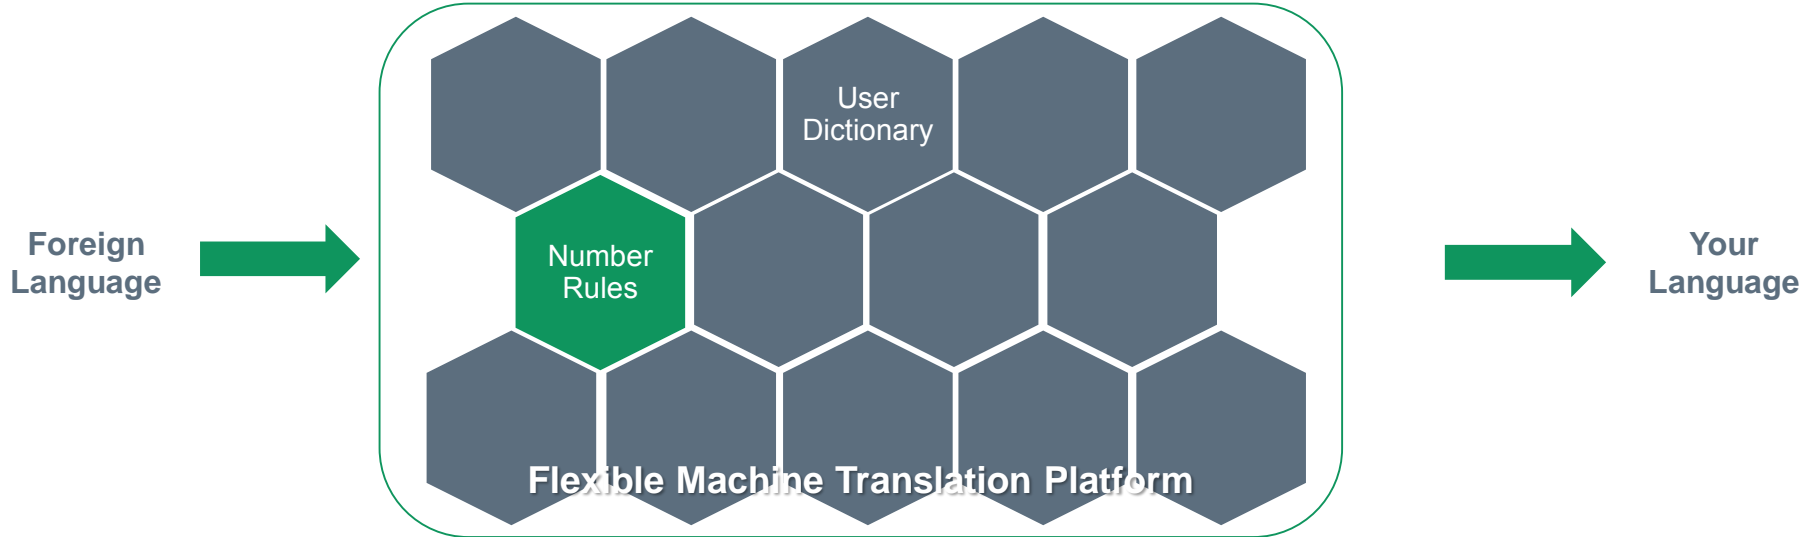 User
Dictionary
Foreign
Language
Number
Rules
Your
Language
Flexible Machine Translation Platform